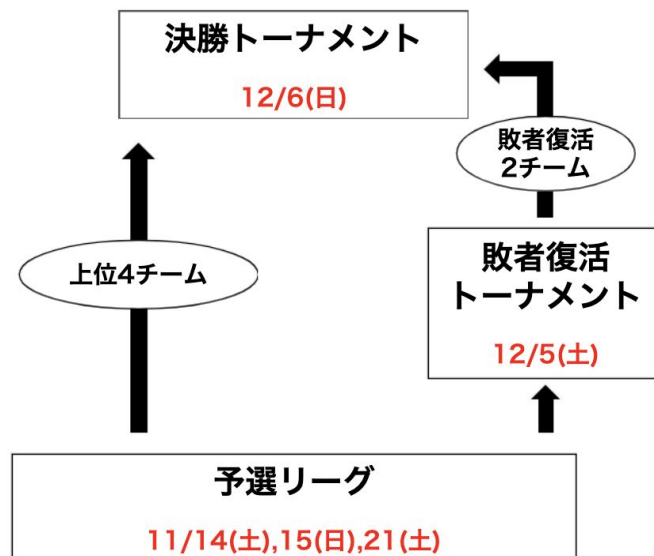 決勝トーナメント
12/6(日)
敗者復活
2チーム
上位4チーム
敗者復活
トーナメント
12/5(土)
予選リーグ
11/14(土),15(日),21(土)